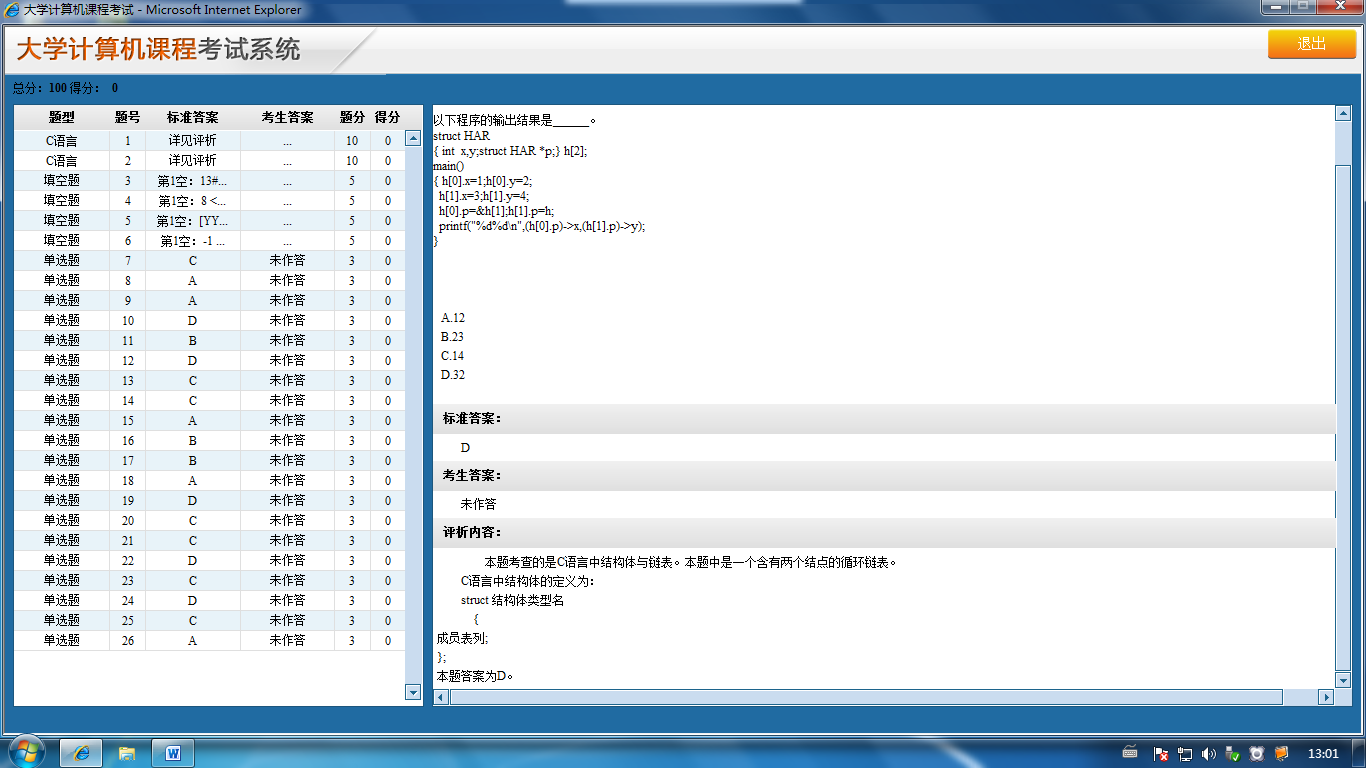 大学计算机课程考试 - Microsoft Internet Explorer
大学计算机课程考试系统
退出
总分：100 得分： 0
题型 题号 标准答案 考生答案 题分 得分
C语言 1 详见评析 ... 10 0
C语言 2 详见评析 ... 10 0
填空题 3 第1空：13#... ... 5 0
填空题 4 第1空：8 <... ... 5 0
填空题 5 第1空：[YY... ... 5 0
填空题 6 第1空：-1 ... ... 5 0
单选题 7 C 未作答 3 0
单选题 8 A 未作答 3 0
单选题 9 A 未作答 3 0
单选题 10 D 未作答 3 0
单选题 11 B 未作答 3 0
单选题 12 D 未作答 3 0
单选题 13 C 未作答 3 0
单选题 14 C 未作答 3 0
单选题 15 A 未作答 3 0
单选题 16 B 未作答 3 0
单选题 17 B 未作答 3 0
单选题 18 A 未作答 3 0
单选题 19 D 未作答 3 0
单选题 20 C 未作答 3 0
单选题 21 C 未作答 3 0
单选题 22 D 未作答 3 0
单选题 23 C 未作答 3 0
单选题 24 D 未作答 3 0
单选题 25 C 未作答 3 0
单选题 26 A 未作答 3 0
以下程序的输出结果是______。
struct HAR
{ int x,y;struct HAR *p;} h[2];
main()
{ h[0].x=1;h[0].y=2;
h[1].x=3;h[1].y=4;
h[0].p=&h[1];h[1].p=h;
printf("%d%d\n",(h[0].p)->x,(h[1].p)->y);
}
A.12
B.23
C.14
D.32
标准答案：
D
考生答案：
未作答
评析内容：
本题考查的是C语言中结构体与链表。本题中是一个含有两个结点的循环链表。
C语言中结构体的定义为：
struct 结构体类型名
{
成员表列;
};
本题答案为D。
13:01